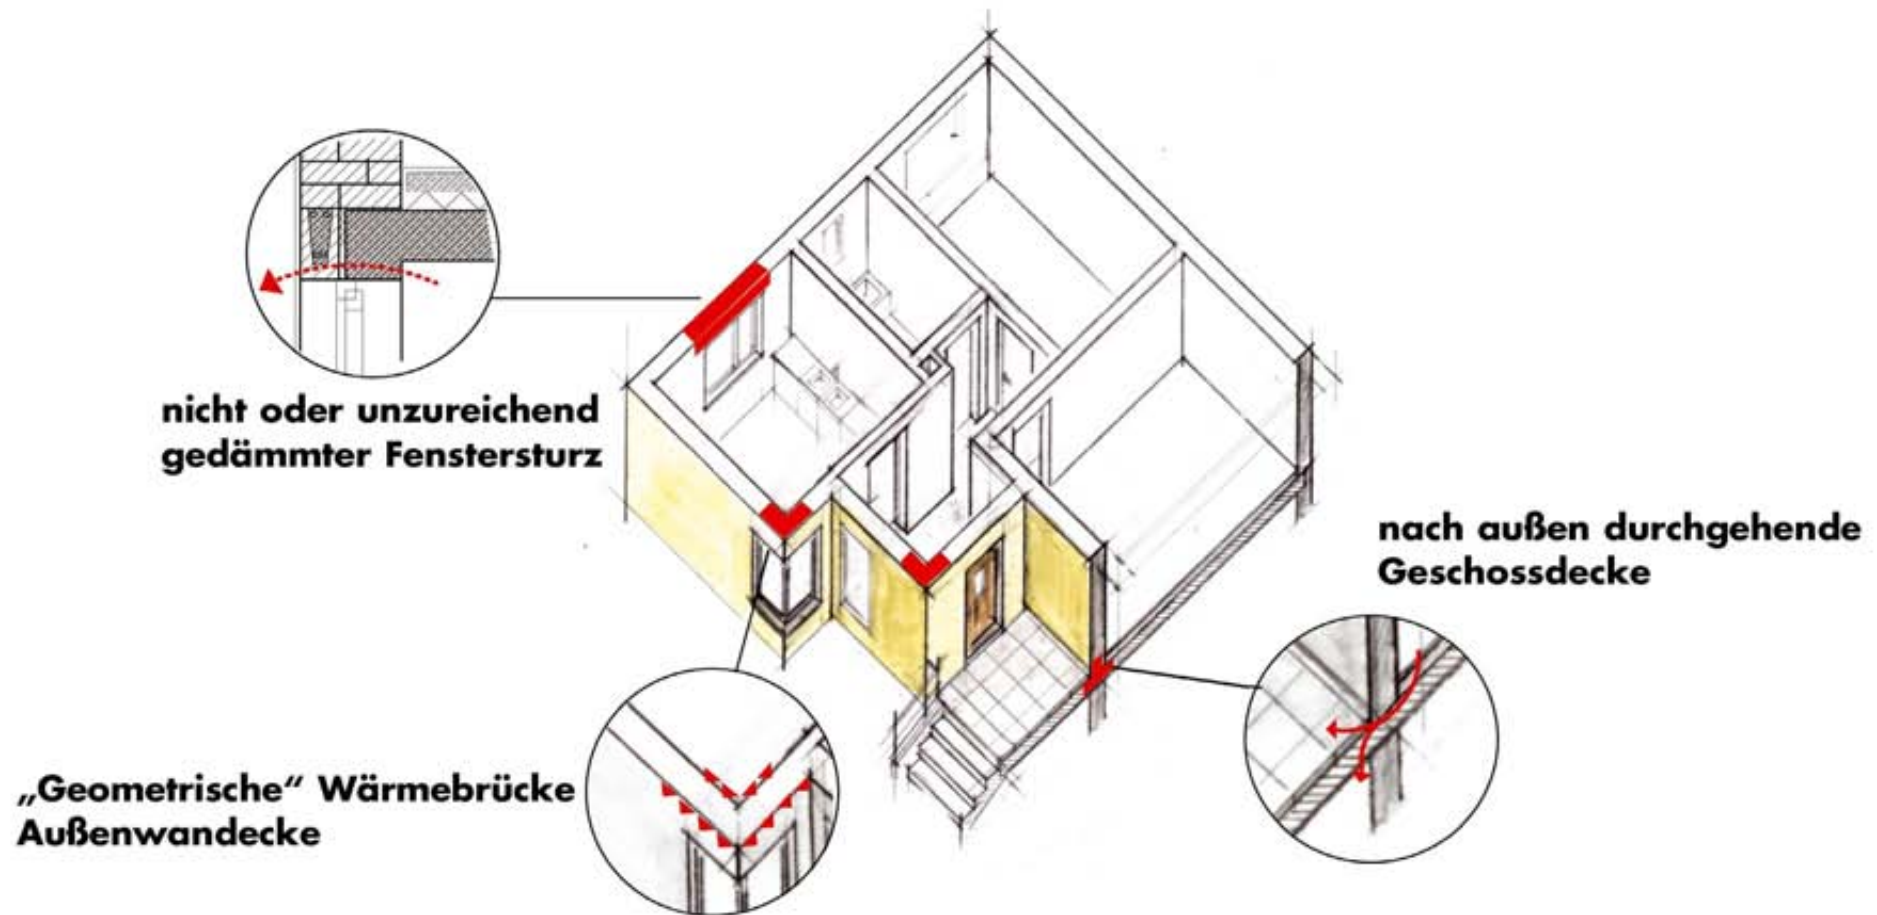 nicht oder unzureichend
gedämmter Fenstersturz
nach außen durchgehende
Geschossdecke
„Geometrische“ Wärmebrücke
Außenwandecke